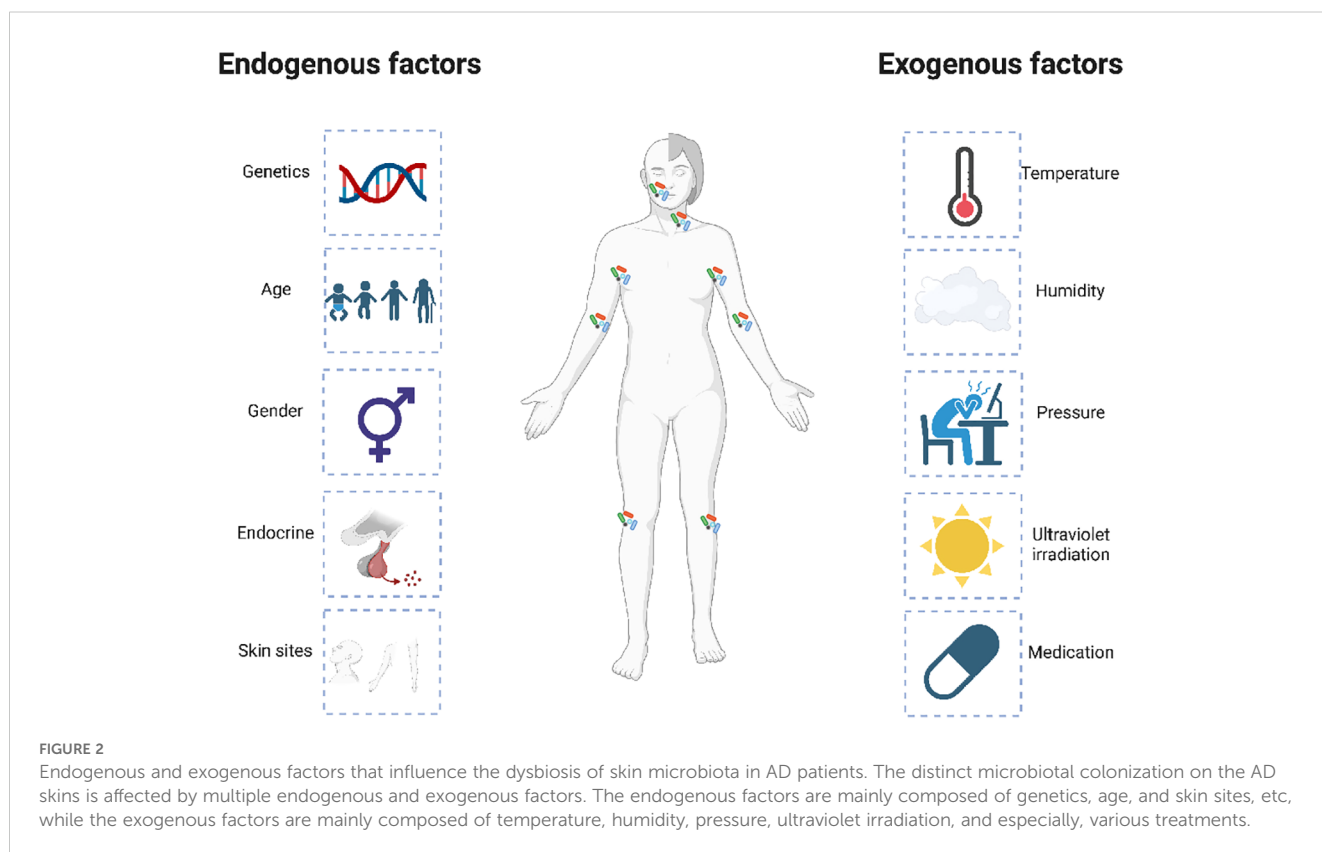 Endogenous factors
Exogenous factors
Genetics
Age
Gender
Endocrine
Skin sites
Temperature
Humidity
Pressure
Ultraviolet
irradiation
Medication
FIGURE 2
Endogenous and exogenous factors that influence the dysbiosis of skin microbiota in AD patients. The distinct microbiotal colonization on the AD
skins is affected by multiple endogenous and exogenous factors. The endogenous factors are mainly composed of genetics, age, and skin sites, etc,
while the exogenous factors are mainly composed of temperature, humidity, pressure, ultraviolet irradiation, and especially, various treatments.